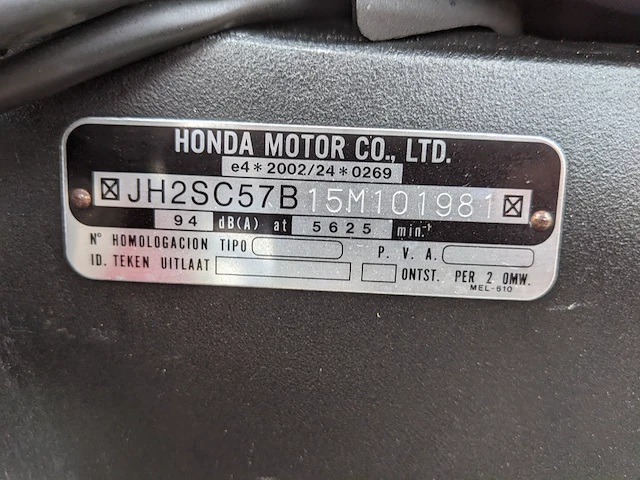 HONDA MOTOR CO., LTD.
e4*2002/24*0269
JH2SC57B15M101981
94 dB(A) at 5625 min.⁻¹
Nº HOMOLOGACION TIPO P. V. A.
ID. TEKEN UITLAAT ONTST. PER 2 OMW.
MEL-610